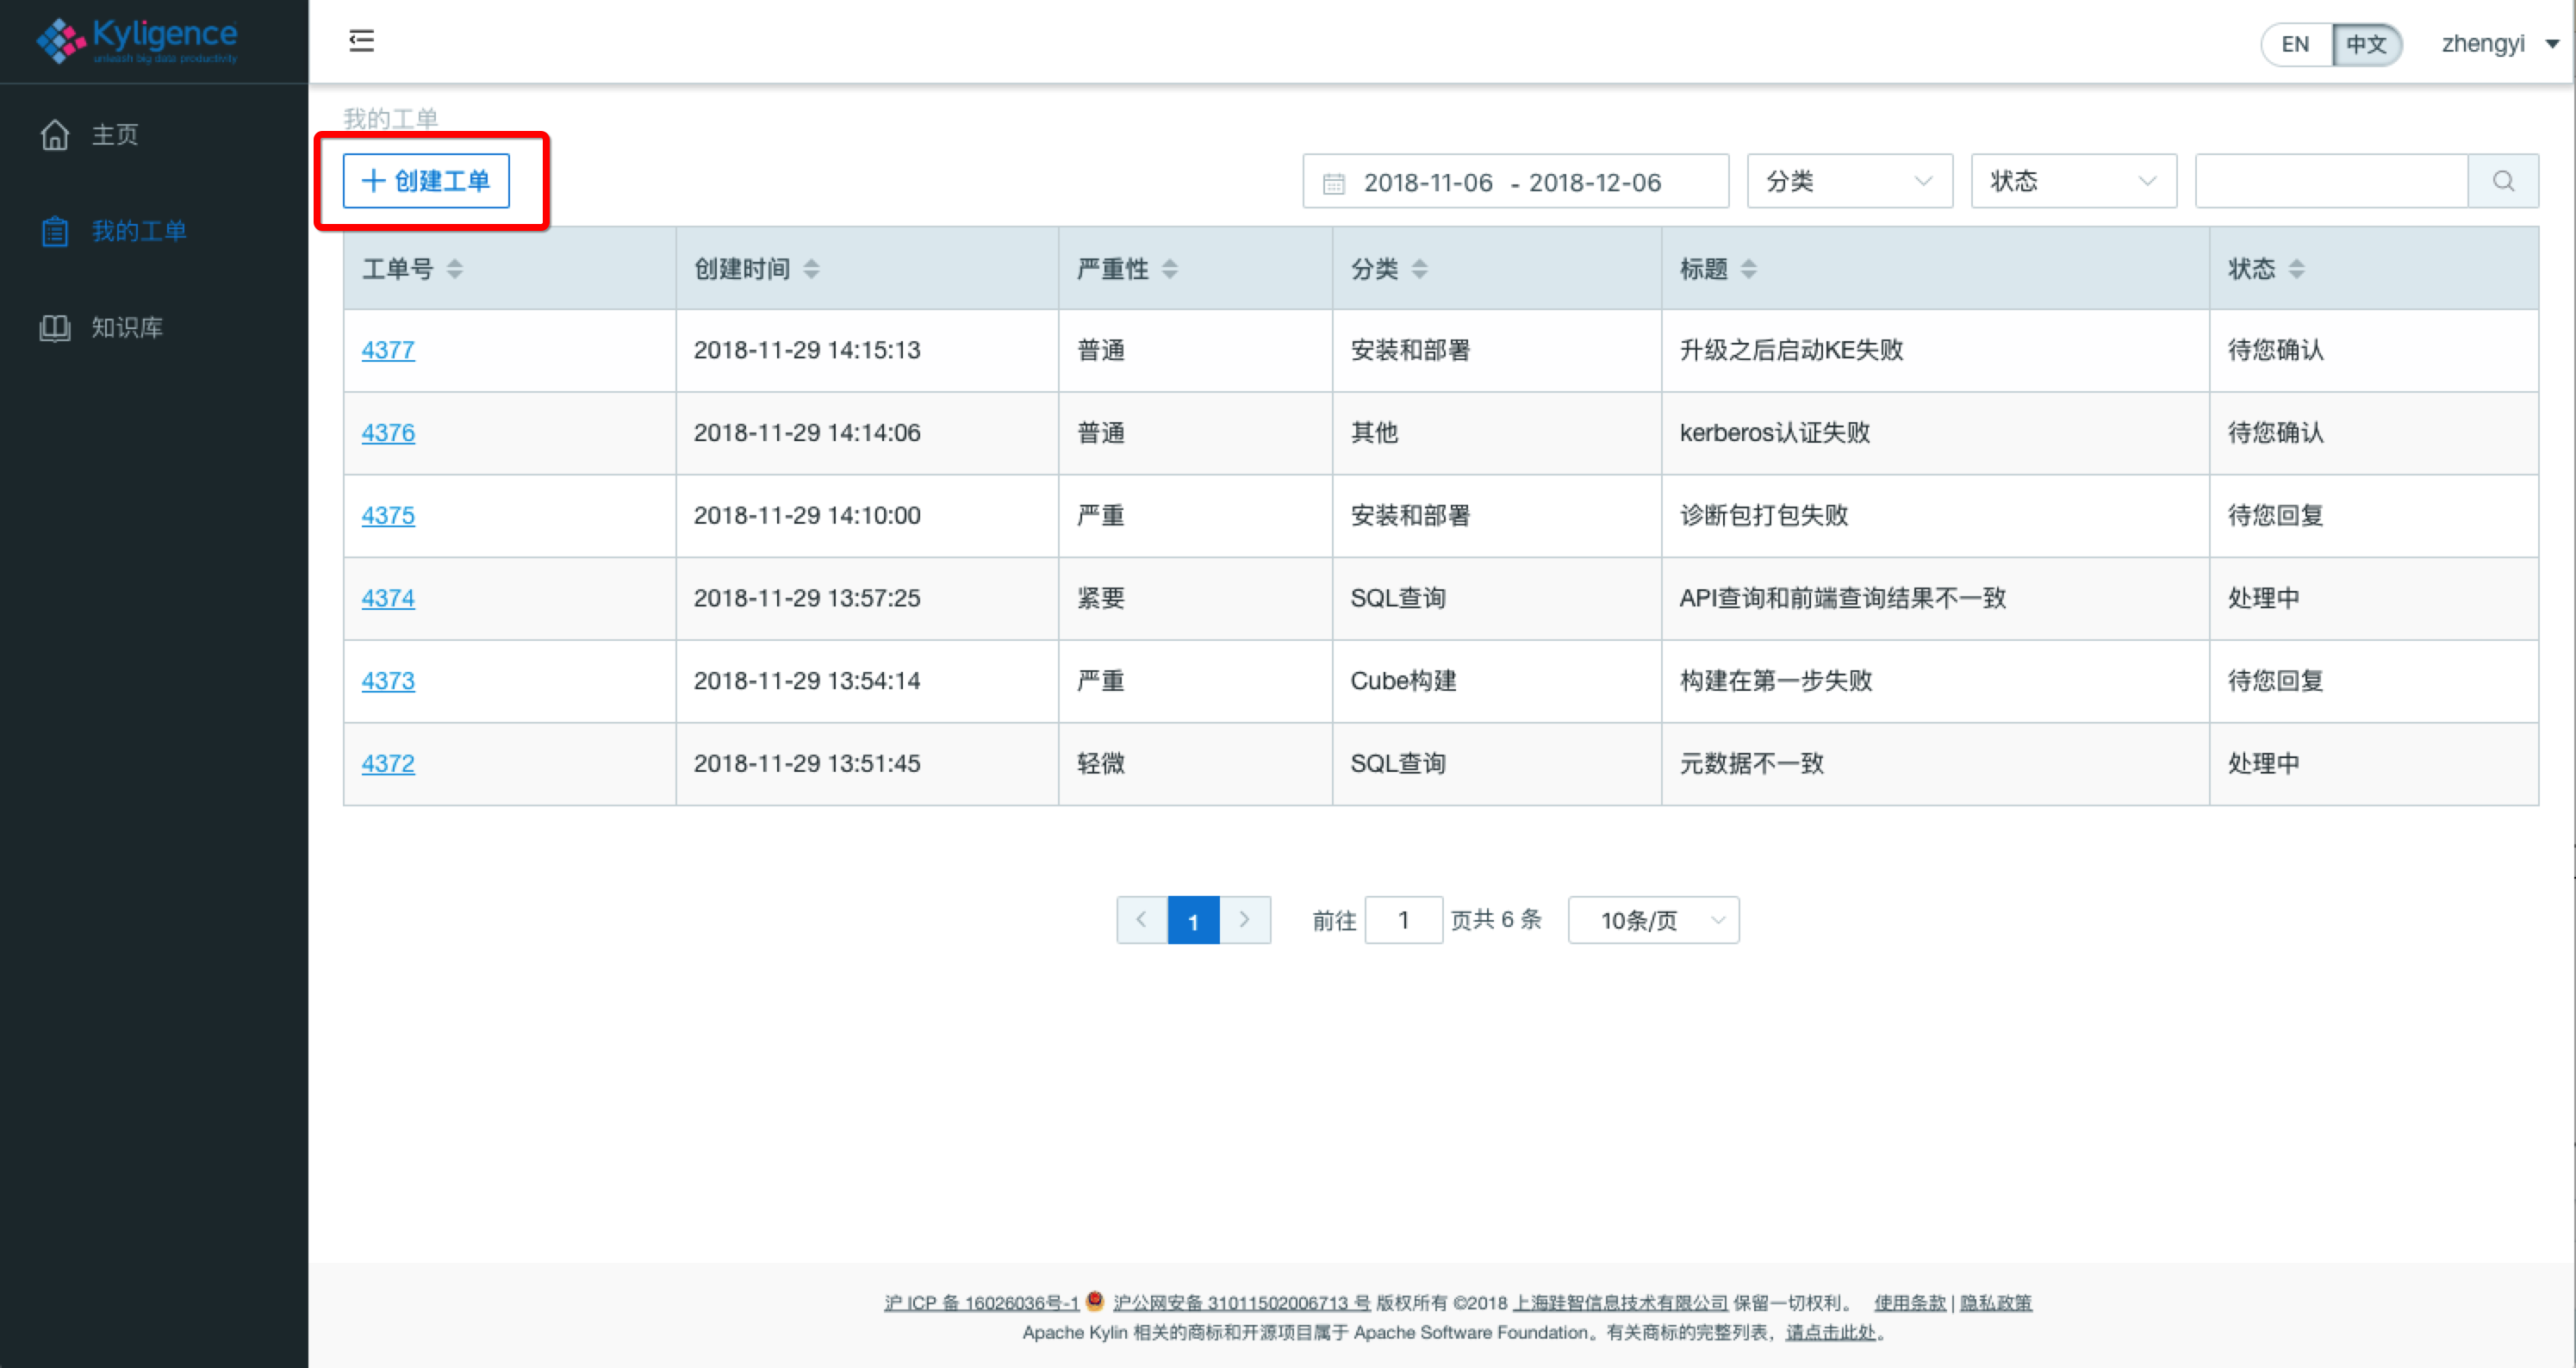 Kyligence
unleash big data productivity
EN 中文 zhengyi
主页
我的工单
知识库
我的工单
创建工单
2018-11-06 - 2018-12-06 分类 状态
工单号 创建时间 严重性 分类 标题 状态
4377 2018-11-29 14:15:13 普通 安装和部署 升级之后启动KE失败 待您确认
4376 2018-11-29 14:14:06 普通 其他 kerberos认证失败 待您确认
4375 2018-11-29 14:10:00 严重 安装和部署 诊断包打包失败 待您回复
4374 2018-11-29 13:57:25 紧要 SQL查询 API查询和前端查询结果不一致 处理中
4373 2018-11-29 13:54:14 严重 Cube构建 构建在第一步失败 待您回复
4372 2018-11-29 13:51:45 轻微 SQL查询 元数据不一致 处理中
1 前往 1 页共 6 条 10条/页
沪 ICP 备 16026036号-1 沪公网安备 31011502006713 号 版权所有 ©2018 上海跬智信息技术有限公司 保留一切权利。 使用条款 | 隐私政策
Apache Kylin 相关的商标和开源项目属于 Apache Software Foundation。有关商标的完整列表，请点击此处。